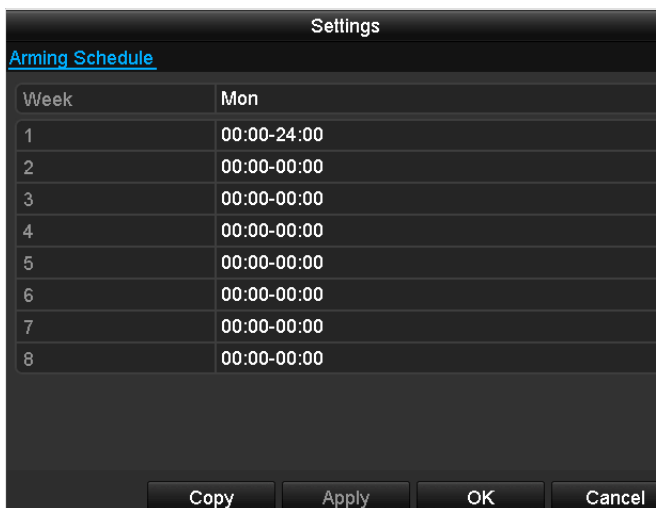 Settings
Arming Schedule
Week Mon
1 00:00-24:00
2 00:00-00:00
3 00:00-00:00
4 00:00-00:00
5 00:00-00:00
6 00:00-00:00
7 00:00-00:00
8 00:00-00:00
Copy Apply OK Cancel